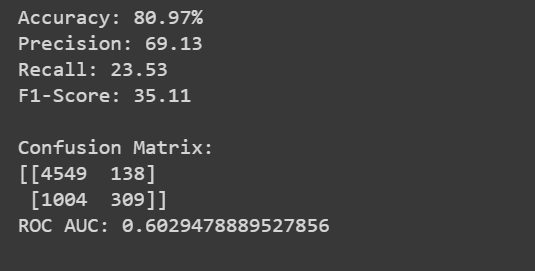 Accuracy: 80.97%
Precision: 69.13
Recall: 23.53
F1-Score: 35.11
Confusion Matrix:
[[4549  138]
 [1004  309]]
ROC AUC: 0.6029478889527856